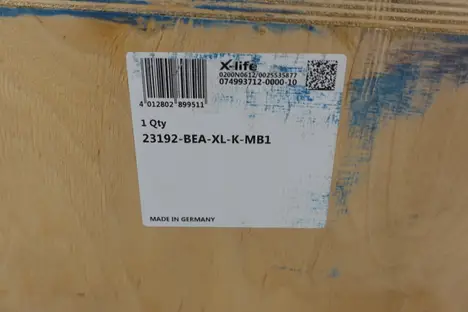 X-life
0200N0612/0025535877
074993712-0000-10
4 012802 899511
1 Qty
23192-BEA-XL-K-MB1
MADE IN GERMANY